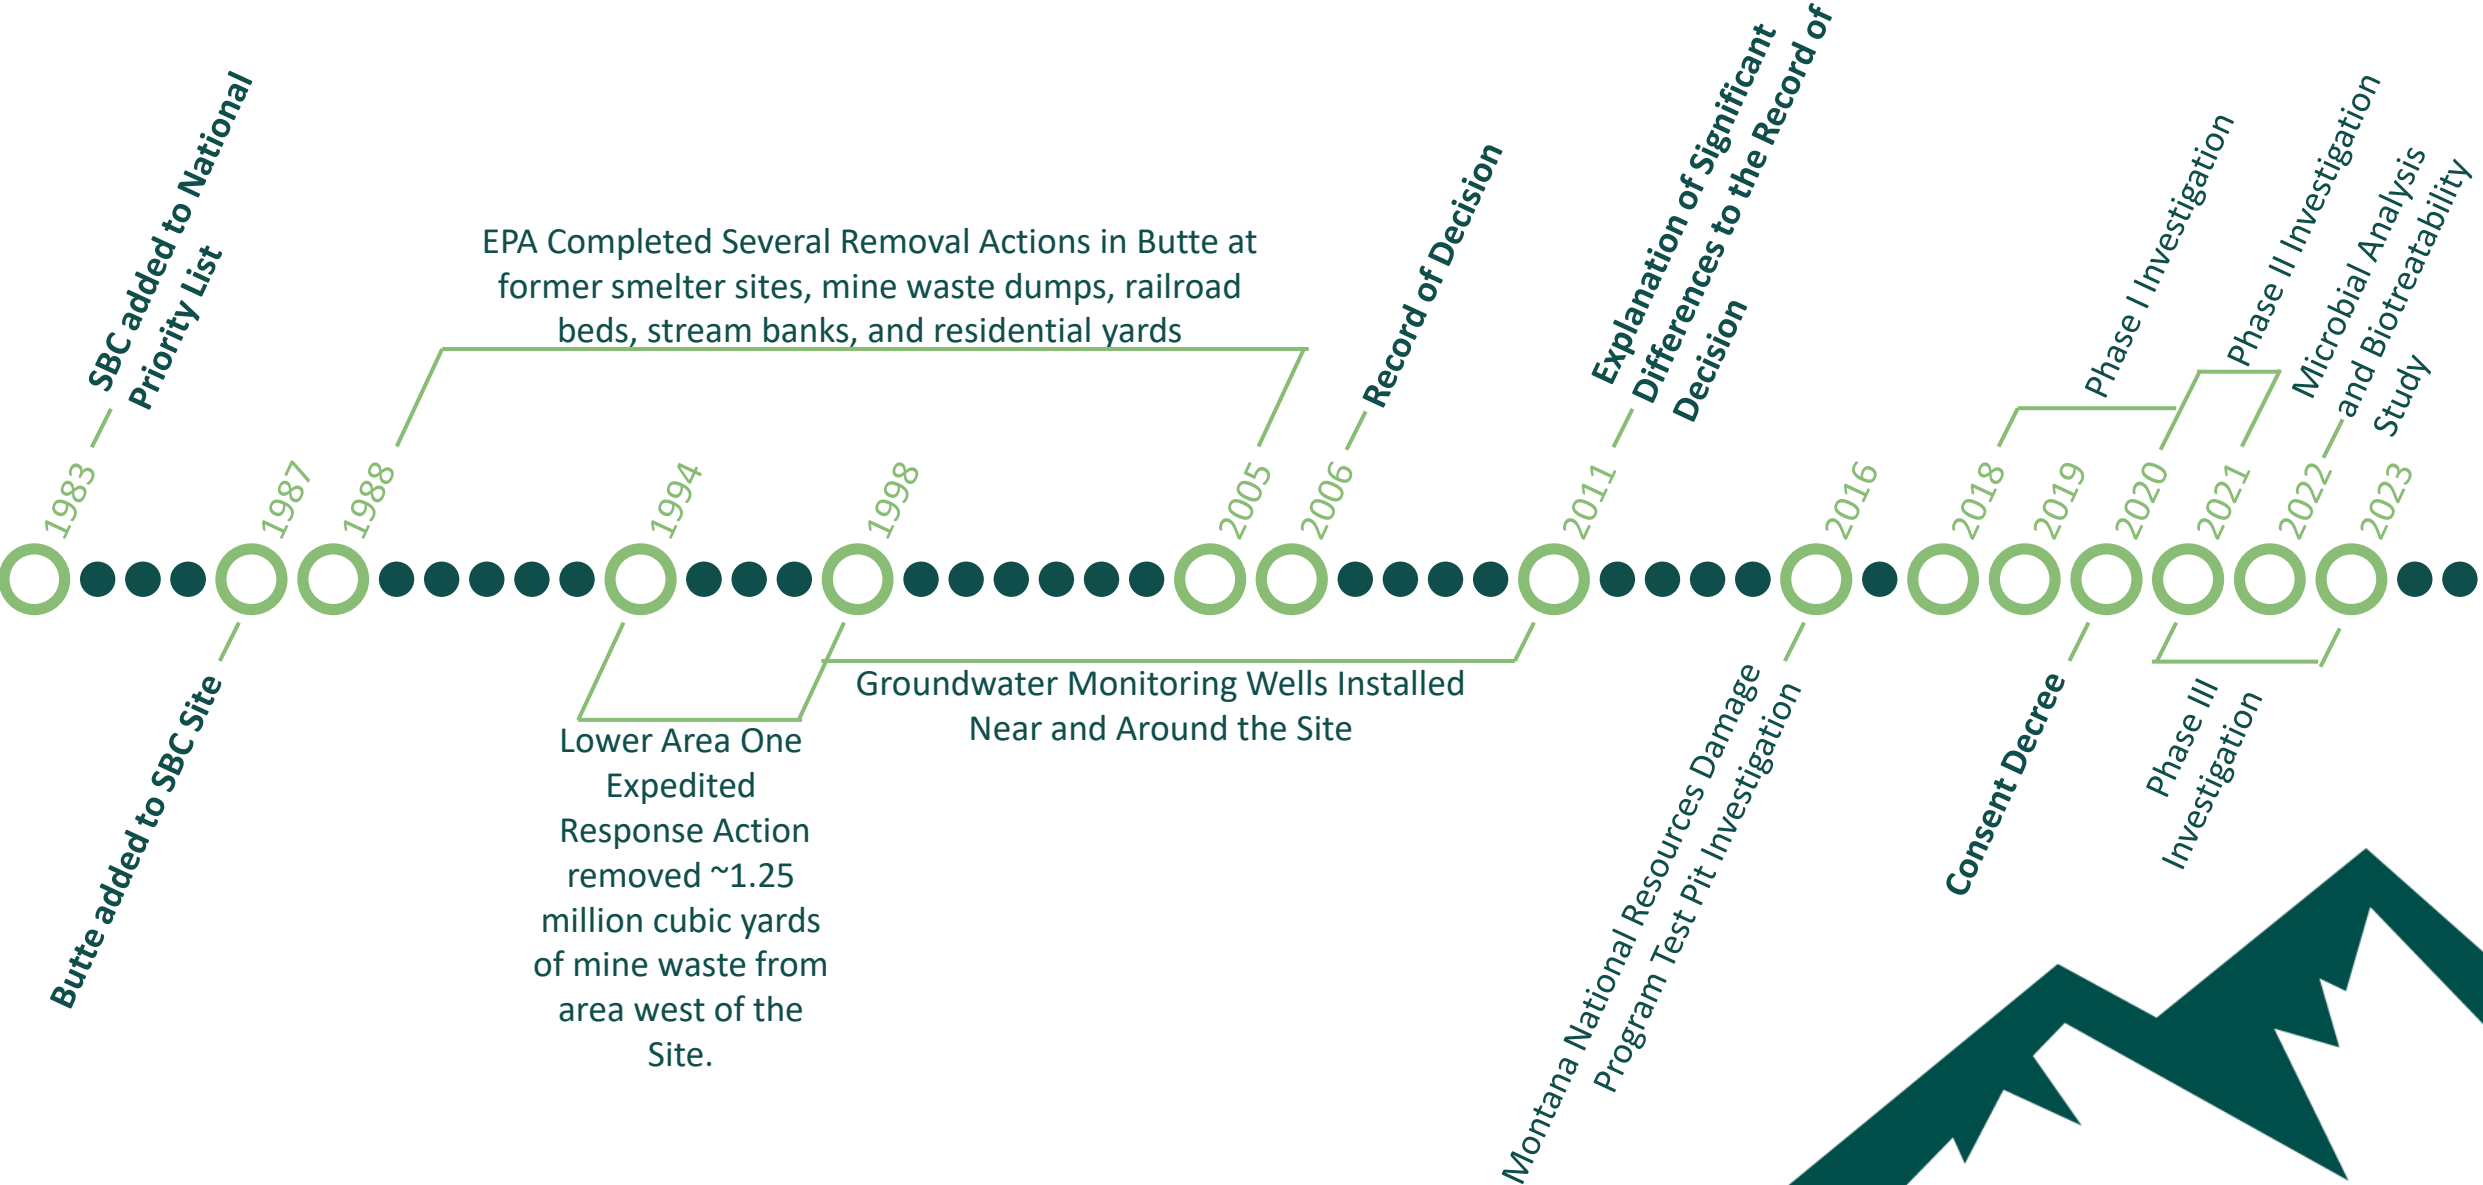 SBC added to National
Priority List
EPA Completed Several Removal Actions in Butte at
former smelter sites, mine waste dumps, railroad
beds, stream banks, and residential yards
Record of Decision
Explanation of Significant
Differences to the Record of
Decision
Phase I Investigation
Phase II Investigation
Microbial Analysis
and Biotreatability
Study
1983
1987
1988
1994
1998
2005
2006
2011
2016
2018
2019
2020
2021
2022
2023
Butte added to SBC Site
Lower Area One
Expedited
Response Action
removed ~1.25
million cubic yards
of mine waste from
area west of the
Site.
Groundwater Monitoring Wells Installed
Near and Around the Site
Montana National Resources Damage
Program Test Pit Investigation
Consent Decree
Phase III
Investigation